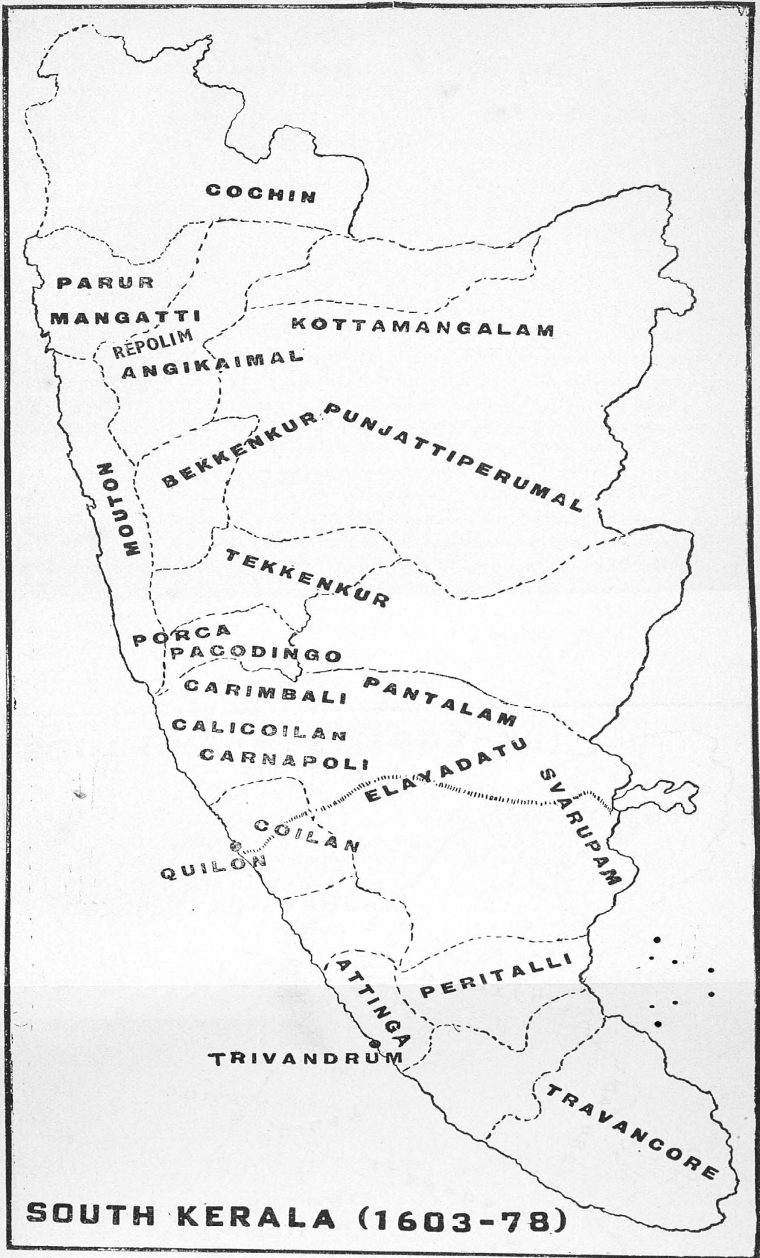 COCHIN
PARUR
MANGATTI
REPOLIM
KOTTAMANGALAM
ANGIKAIMAL
BEKKENKUR
PUNJATTIPERUMAL
MOUTON
TEKKENKUR
PORCA
PACODINGO
CARIMBALI
PANTALAM
CALICOILAN
CARNAPOLI
ELAYADATU
SVARUPAM
COILAN
QUILON
ATTINGA
PERITALLI
TRIVANDRUM
TRAVANCORE
SOUTH KERALA (1603-78)